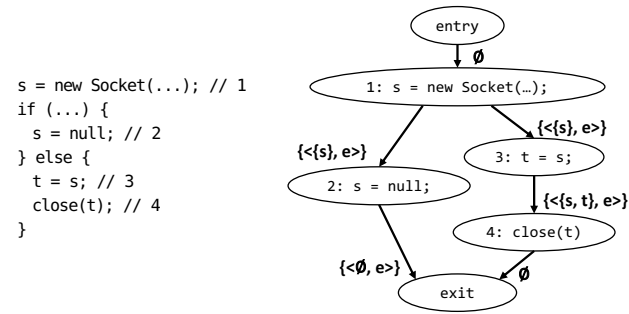 s = new Socket(...); // 1
if (...) {
s = null; // 2
} else {
t = s; // 3
close(t); // 4
}
entry
Ø
1: s = new Socket(…);
{<{s}, e>}
{<{s}, e>}
3: t = s;
2: s = null;
{<{s, t}, e>}
4: close(t)
{<Ø, e>}
Ø
exit